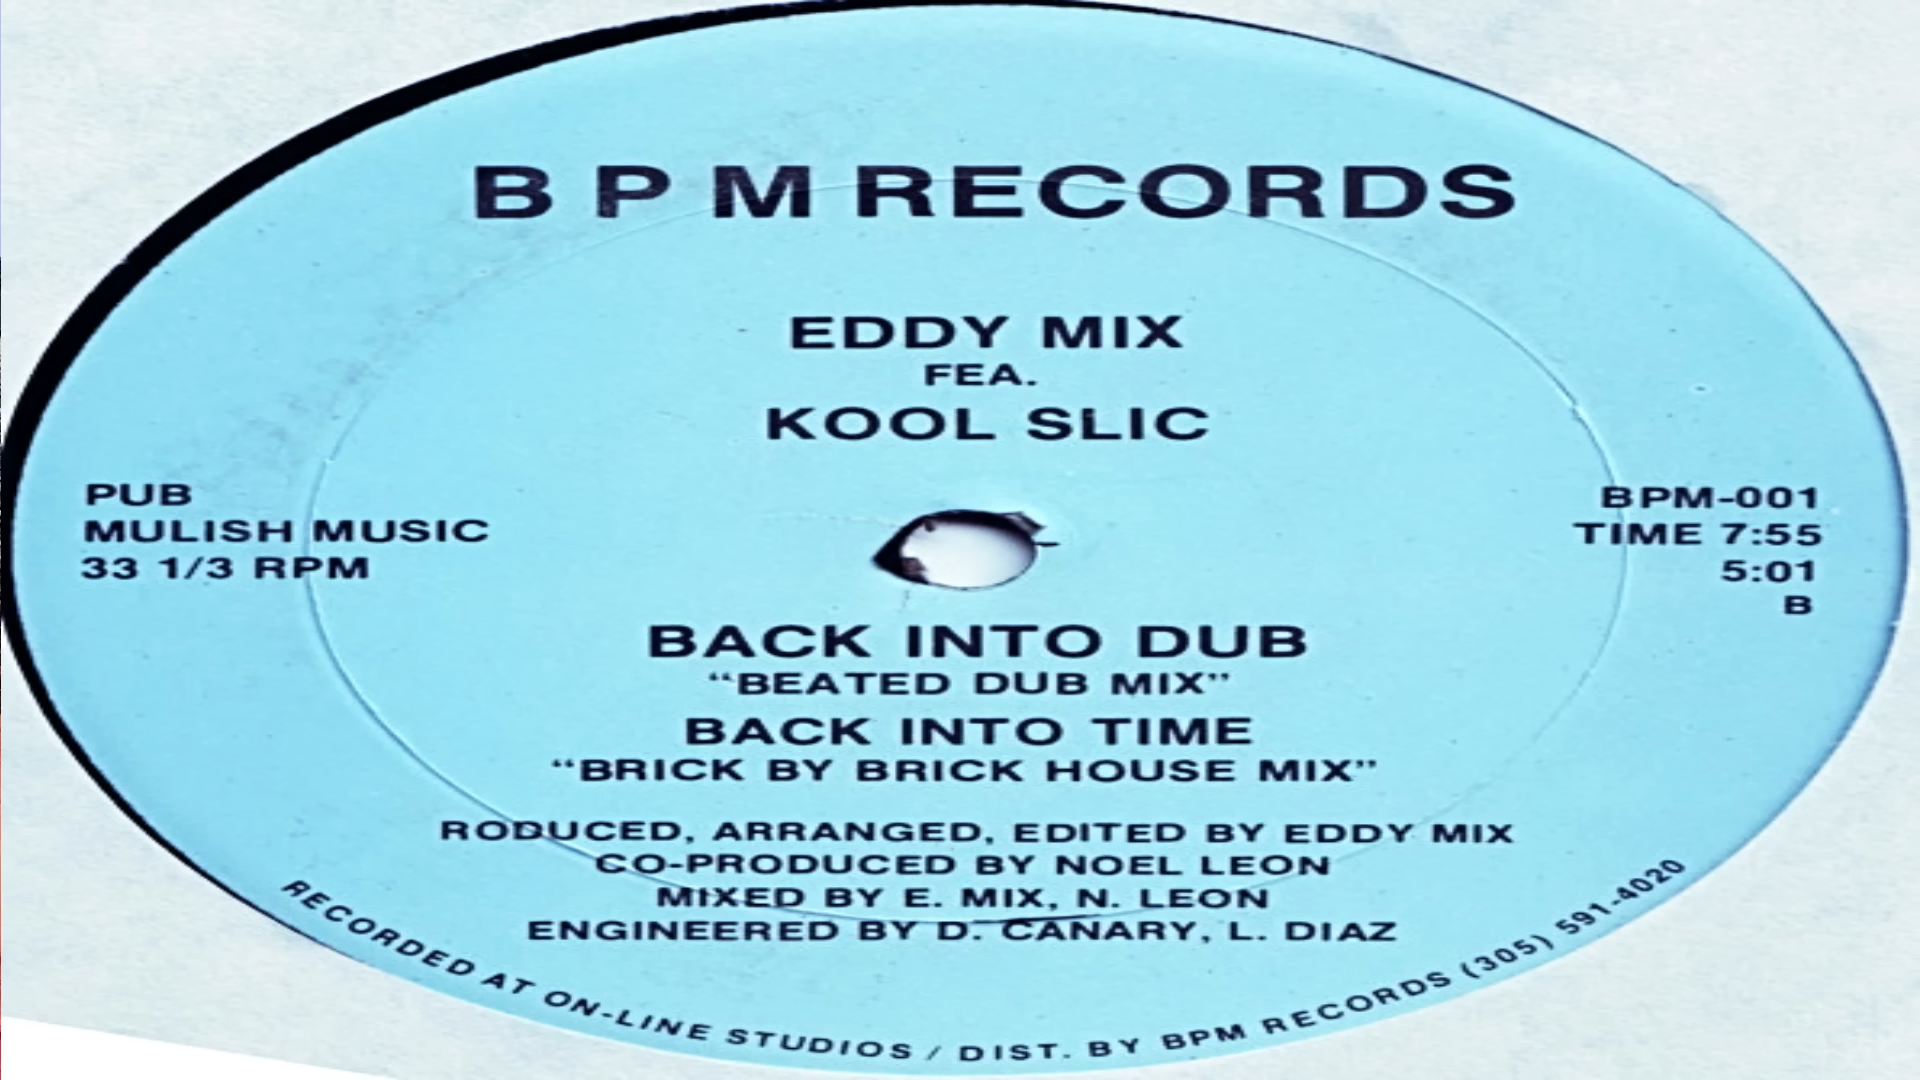 B P M RECORDS
EDDY MIX
FEA.
KOOL SLIC
PUB
MULISH MUSIC
33 1/3 RPM
BPM-001
TIME 7:55
5:01
B
BACK INTO DUB
“BEATED DUB MIX”
BACK INTO TIME
“BRICK BY BRICK HOUSE MIX”
RODUCED, ARRANGED, EDITED BY EDDY MIX
CO-PRODUCED BY NOEL LEON
MIXED BY E. MIX, N. LEON
ENGINEERED BY D. CANARY, L. DIAZ
RECORDED AT ON-LINE STUDIOS / DIST. BY BPM RECORDS (305) 591-4020